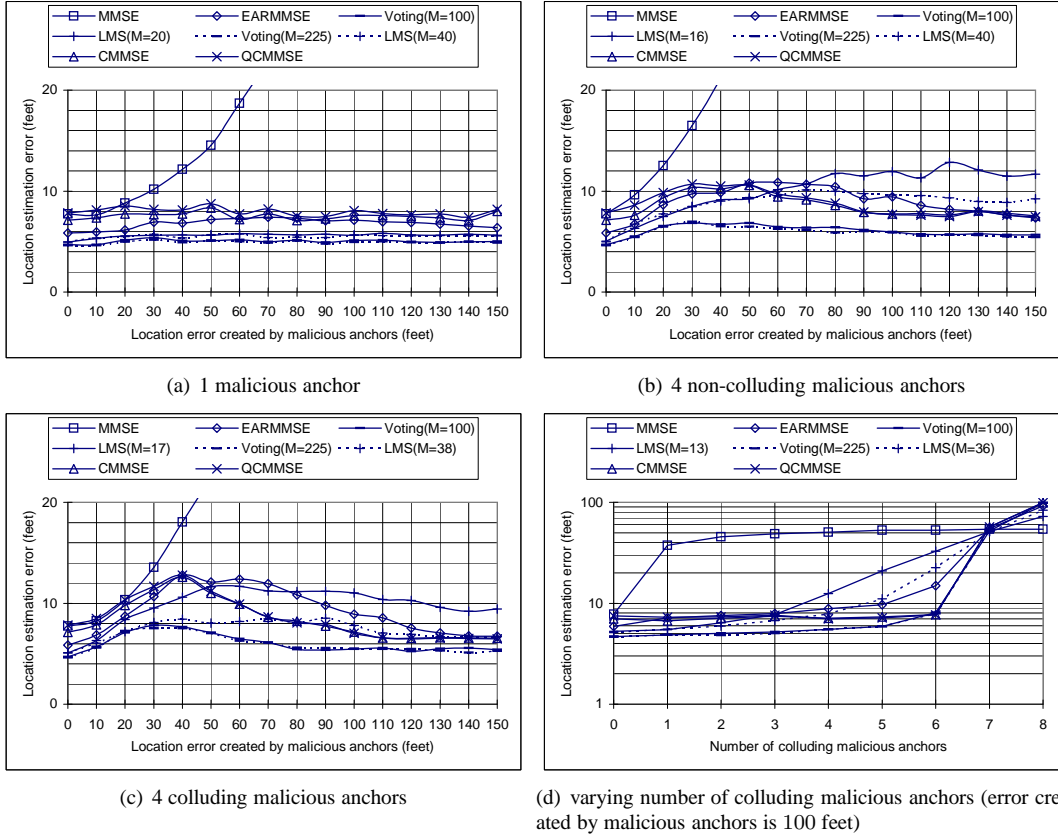 MMSE EARMMSE Voting(M=100)
LMS(M=20) Voting(M=225) LMS(M=40)
CMMSE QCMMSE
20
10
0
Location estimation error (feet)
0 10 20 30 40 50 60 70 80 90 100 110 120 130 140 150
Location error created by malicious anchors (feet)
(a) 1 malicious anchor
MMSE EARMMSE Voting(M=100)
LMS(M=16) Voting(M=225) LMS(M=40)
CMMSE QCMMSE
20
10
0
Location estimation error (feet)
0 10 20 30 40 50 60 70 80 90 100 110 120 130 140 150
Location error created by malicious anchors (feet)
(b) 4 non-colluding malicious anchors
MMSE EARMMSE Voting(M=100)
LMS(M=17) Voting(M=225) LMS(M=38)
CMMSE QCMMSE
20
10
0
Location estimation error (feet)
0 10 20 30 40 50 60 70 80 90 100 110 120 130 140 150
Location error created by malicious anchors (feet)
(c) 4 colluding malicious anchors
MMSE EARMMSE Voting(M=100)
LMS(M=13) Voting(M=225) LMS(M=36)
CMMSE QCMMSE
100
10
1
Location estimation error (feet)
0 1 2 3 4 5 6 7 8
Number of colluding malicious anchors
(d) varying number of colluding malicious anchors (error cre
ated by malicious anchors is 100 feet)